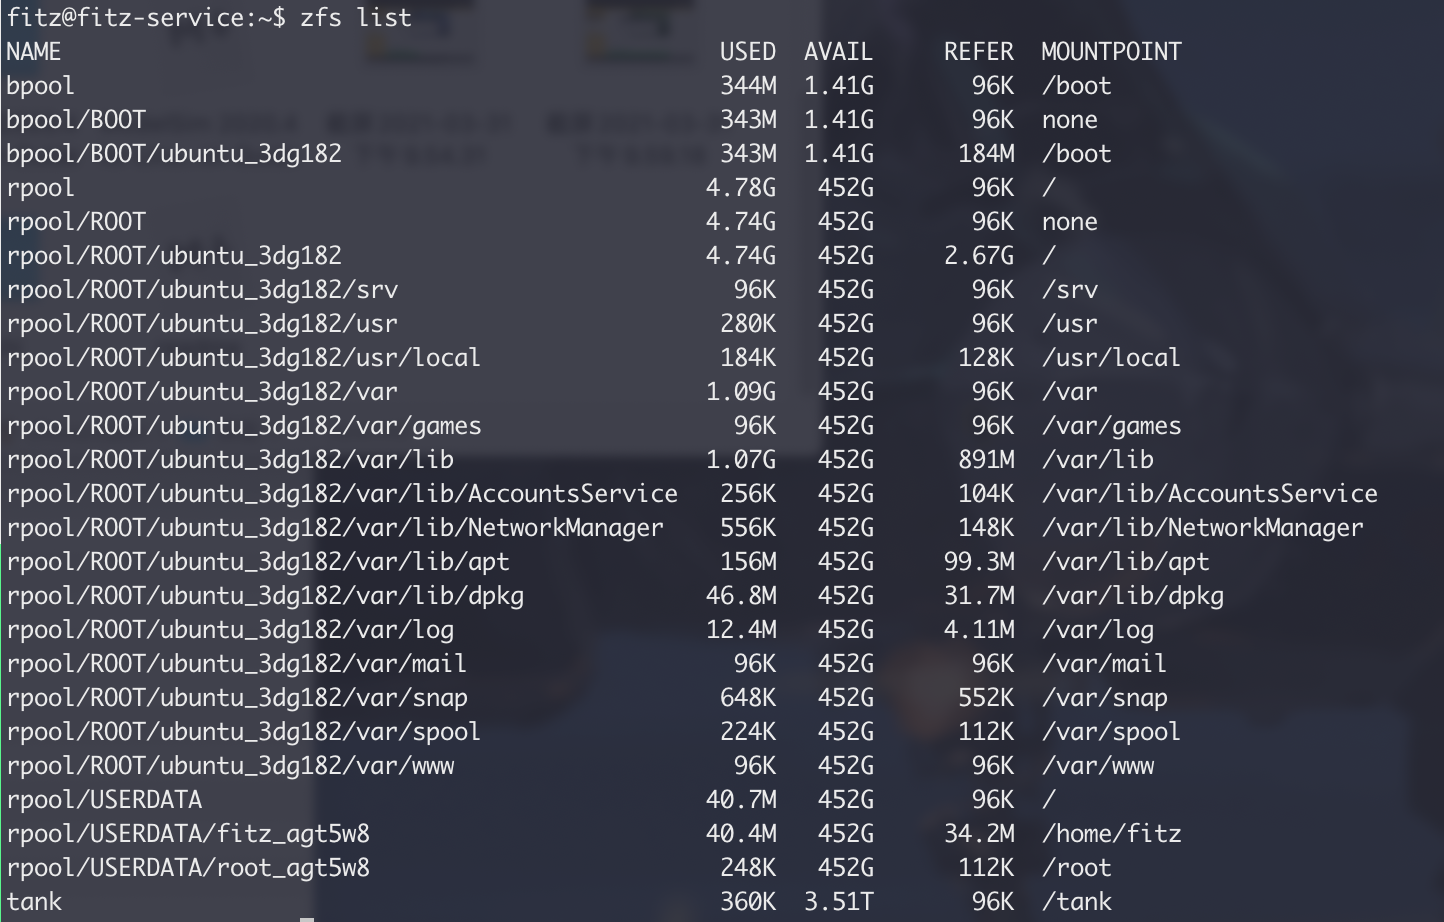 fitz@fitz-service:~$ zfs list
NAME USED AVAIL REFER MOUNTPOINT
bpool 344M 1.41G 96K /boot
bpool/BOOT 343M 1.41G 96K none
bpool/BOOT/ubuntu_3dg182 343M 1.41G 184M /boot
rpool 4.78G 452G 96K /
rpool/ROOT 4.74G 452G 96K none
rpool/ROOT/ubuntu_3dg182 4.74G 452G 2.67G /
rpool/ROOT/ubuntu_3dg182/srv 96K 452G 96K /srv
rpool/ROOT/ubuntu_3dg182/usr 280K 452G 96K /usr
rpool/ROOT/ubuntu_3dg182/usr/local 184K 452G 128K /usr/local
rpool/ROOT/ubuntu_3dg182/var 1.09G 452G 96K /var
rpool/ROOT/ubuntu_3dg182/var/games 96K 452G 96K /var/games
rpool/ROOT/ubuntu_3dg182/var/lib 1.07G 452G 891M /var/lib
rpool/ROOT/ubuntu_3dg182/var/lib/AccountsService 256K 452G 104K /var/lib/AccountsService
rpool/ROOT/ubuntu_3dg182/var/lib/NetworkManager 556K 452G 148K /var/lib/NetworkManager
rpool/ROOT/ubuntu_3dg182/var/lib/apt 156M 452G 99.3M /var/lib/apt
rpool/ROOT/ubuntu_3dg182/var/lib/dpkg 46.8M 452G 31.7M /var/lib/dpkg
rpool/ROOT/ubuntu_3dg182/var/log 12.4M 452G 4.11M /var/log
rpool/ROOT/ubuntu_3dg182/var/mail 96K 452G 96K /var/mail
rpool/ROOT/ubuntu_3dg182/var/snap 648K 452G 552K /var/snap
rpool/ROOT/ubuntu_3dg182/var/spool 224K 452G 112K /var/spool
rpool/ROOT/ubuntu_3dg182/var/www 96K 452G 96K /var/www
rpool/USERDATA 40.7M 452G 96K /
rpool/USERDATA/fitz_agt5w8 40.4M 452G 34.2M /home/fitz
rpool/USERDATA/root_agt5w8 248K 452G 112K /root
tank 360K 3.51T 96K /tank